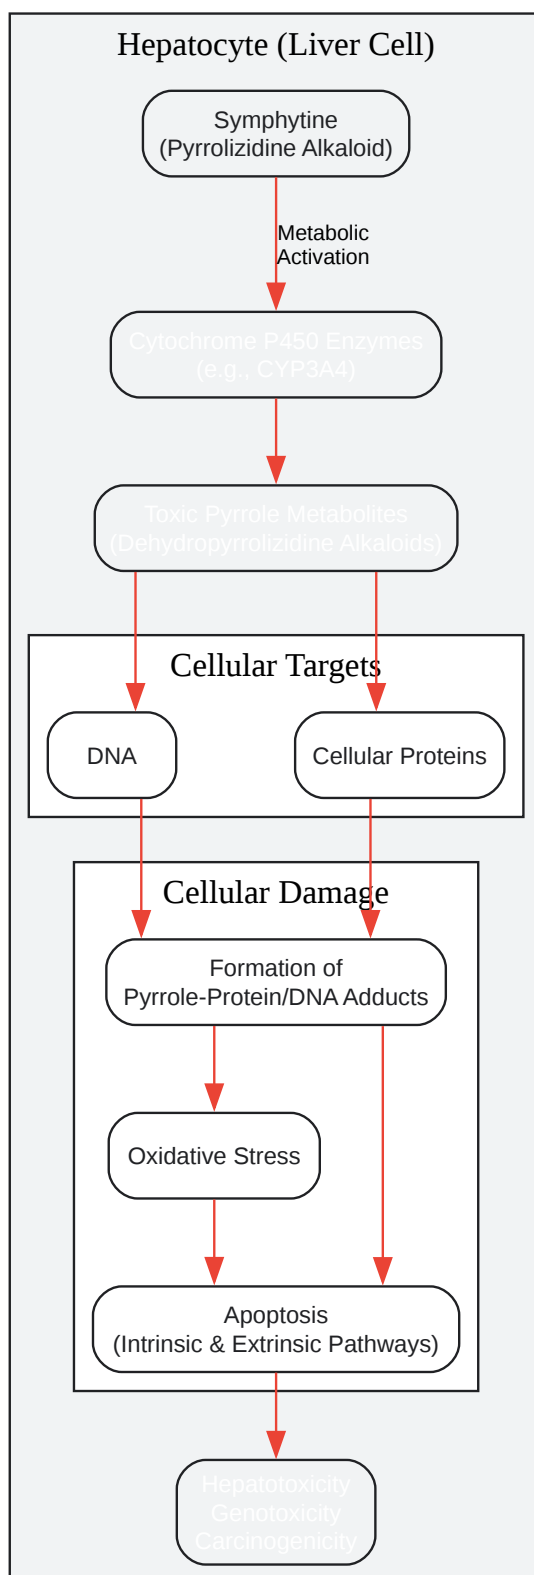 Hepatocyte (Liver Cell)
Symphytine
(Pyrrolizidine Alkaloid)
Metabolic
Activation
Cytochrome P450 Enzymes
(e.g., CYP3A4)
Toxic Pyrrole Metabolites
(Dehydropyrrolizidine Alkaloids)
Cellular Targets
DNA
Cellular Proteins
Cellular Damage
Formation of
Pyrrole-Protein/DNA Adducts
Oxidative Stress
Apoptosis
(Intrinsic & Extrinsic Pathways)
Hepatotoxicity
Genotoxicity
Carcinogenicity